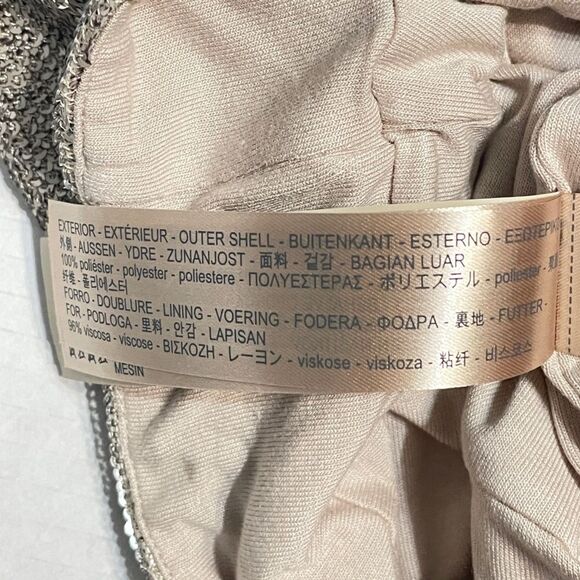 EXTERIOR - EXTÉRIEUR - OUTER SHELL - BUITENKANT - ESTERNO - ΕΞΩΤΕΡΙΚ
外側 - AUSSEN - YDRE - ZUNANJOST - 面料 - 겉감 - BAGIAN LUAR
100% poliéster - polyester - poliestere - ΠΟΛΥΕΣΤΕΡΑΣ - ポリエステル -
纤维 - 폴리에스터
FORRO - DOUBLURE - LINING - VOERING - FODERA - ΦΟΔΡΑ - 裏地 - FUTTER -
FOR - PODLOGA - 里料 - 안감 - LAPISAN
96% viscosa - viscose - ΒΙΣΚΟΖΗ - レーヨン - viskose - viskoza - 粘纤 - 비스코스
MESIN